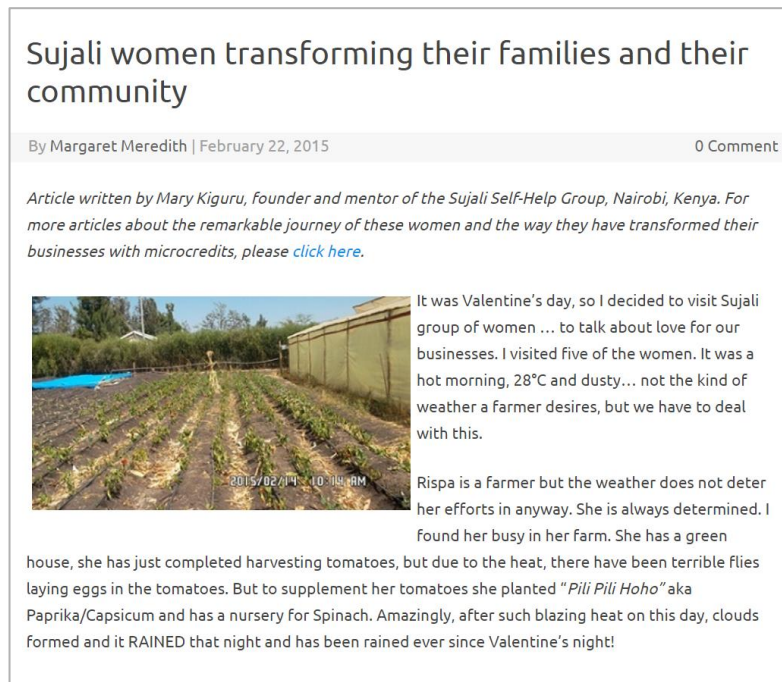 Sujali women transforming their families and their
community
By Margaret Meredith | February 22, 2015
0 Comment
Article written by Mary Kiguru, founder and mentor of the Sujali Self-Help Group, Nairobi, Kenya. For
more articles about the remarkable journey of these women and the way they have transformed their
businesses with microcredits, please click here.
It was Valentine's day, so I decided to visit Sujali
group of women … to talk about love for our
businesses. I visited five of the women. It was a
hot morning, 28°C and dusty… not the kind of
weather a farmer desires, but we have to deal
with this.
2015/02/14 10:14 AM
Rispa is a farmer but the weather does not deter
her efforts in anyway. She is always determined. I
found her busy in her farm. She has a green
house, she has just completed harvesting tomatoes, but due to the heat, there have been terrible flies
laying eggs in the tomatoes. But to supplement her tomatoes she planted "Pili Pili Hoho" aka
Paprika/Capsicum and has a nursery for Spinach. Amazingly, after such blazing heat on this day, clouds
formed and it RAINED that night and has been rained ever since Valentine's night!